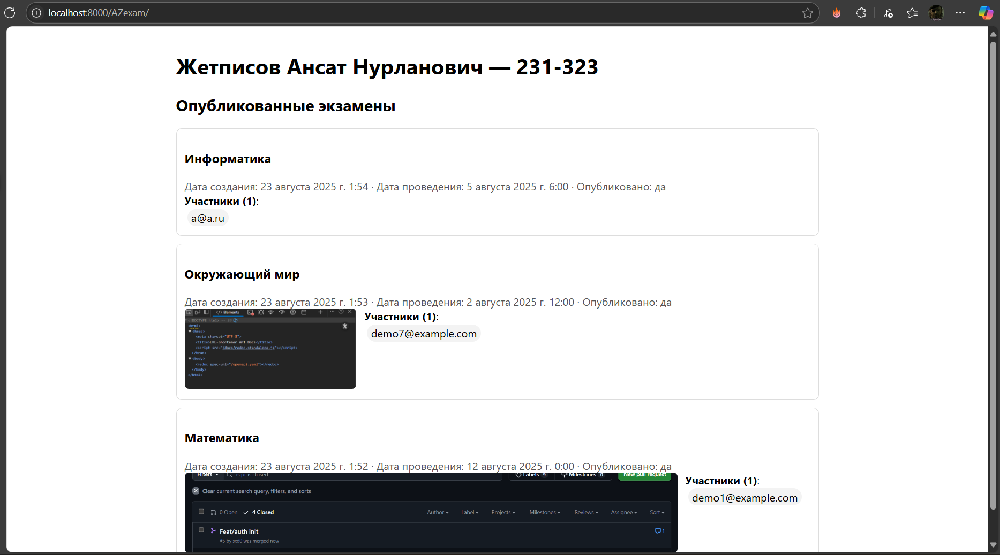 localhost:8000/AZexam/
Жетписов Ансат Нурланович — 231-323
Опубликованные экзамены
Информатика
Дата создания: 23 августа 2025 г. 1:54 · Дата проведения: 5 августа 2025 г. 6:00 · Опубликовано: да
Участники (1):
a@a.ru
Окружающий мир
Дата создания: 23 августа 2025 г. 1:53 · Дата проведения: 2 августа 2025 г. 12:00 · Опубликовано: да
Elements
<!DOCTYPE html>
<html>
<head>
<meta charset="UTF-8">
<title>URL-Shortener API Docs</title>
<script src="/docs/redoc.standalone.js"></script>
</head>
<body>
<redoc spec-url="/openapi.yaml"></redoc>
</body>
</html>
Участники (1):
demo7@example.com
Математика
Дата создания: 23 августа 2025 г. 1:52 · Дата проведения: 12 августа 2025 г. 0:00 · Опубликовано: да
Filters is:pr is:closed Labels 9 Milestones 0 New pull request
Clear current search query, filters, and sorts
0 Open 4 Closed Author Label Projects Milestones Reviews Assignee Sort
Feat/auth init 1
#5 by sxd0 was merged now
Участники (1):
demo1@example.com